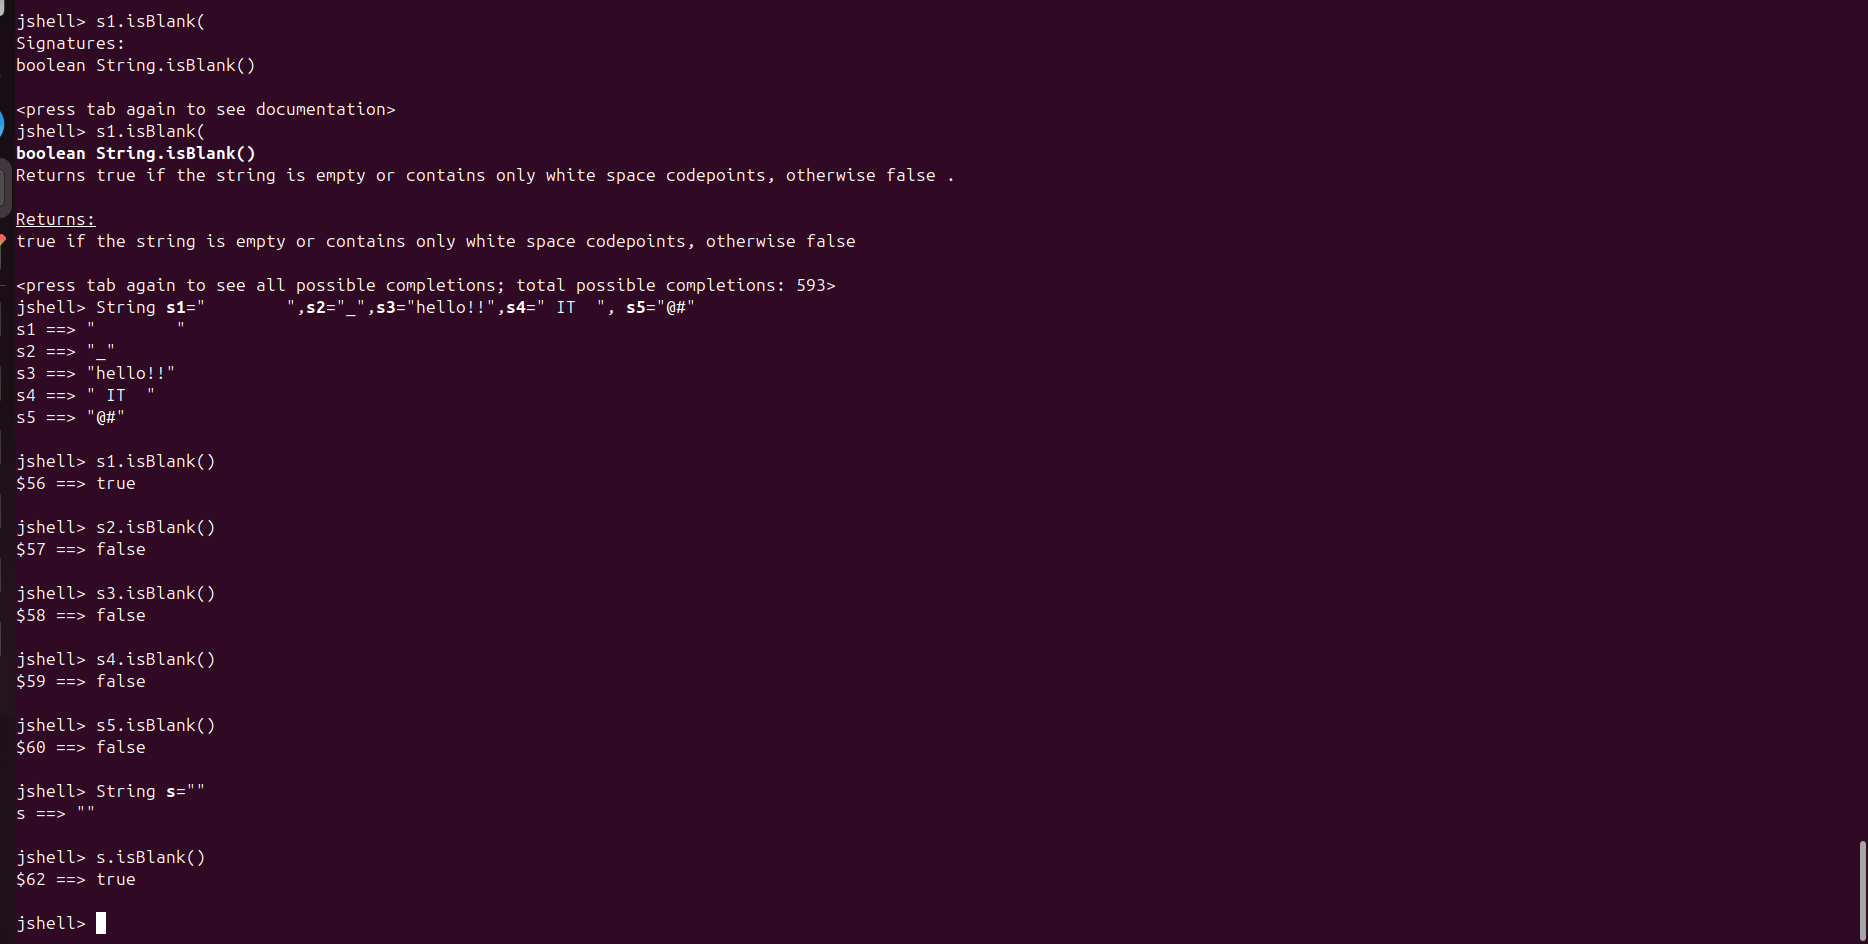 jshell> s1.isBlank(
Signatures:
boolean String.isBlank()
<press tab again to see documentation>
jshell> s1.isBlank(
boolean String.isBlank()
Returns true if the string is empty or contains only white space codepoints, otherwise false .
Returns:
true if the string is empty or contains only white space codepoints, otherwise false
<press tab again to see all possible completions; total possible completions: 593>
jshell> String s1="        ",s2="_",s3="hello!!",s4=" IT  ", s5="@#"
s1 ==> "        "
s2 ==> "_"
s3 ==> "hello!!"
s4 ==> " IT  "
s5 ==> "@#"
jshell> s1.isBlank()
$56 ==> true
jshell> s2.isBlank()
$57 ==> false
jshell> s3.isBlank()
$58 ==> false
jshell> s4.isBlank()
$59 ==> false
jshell> s5.isBlank()
$60 ==> false
jshell> String s=""
s ==> ""
jshell> s.isBlank()
$62 ==> true
jshell>